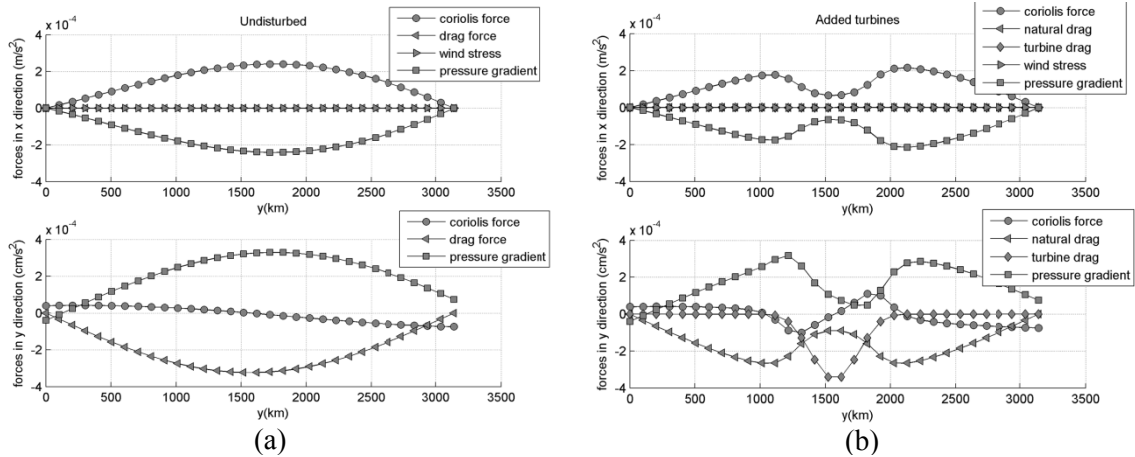 Undisturbed
x 10^-4
coriolis force
drag force
wind stress
pressure gradient
forces in x direction (m/s²)
4
2
0
-2
-4
0 500 1000 1500 2000 2500 3000 3500
y(km)
x 10^-4
coriolis force
drag force
pressure gradient
forces in y direction (cm/s²)
4
2
0
-2
-4
0 500 1000 1500 2000 2500 3000 3500
y(km)
(a)
Added turbines
x 10^-4
coriolis force
natural drag
turbine drag
wind stress
pressure gradient
forces in x direction (m/s²)
4
2
0
-2
-4
0 500 1000 1500 2000 2500 3000 3500
y(km)
x 10^-4
coriolis force
natural drag
turbine drag
pressure gradient
forces in y direction (cm/s²)
4
2
0
-2
-4
0 500 1000 1500 2000 2500 3000 3500
y(km)
(b)